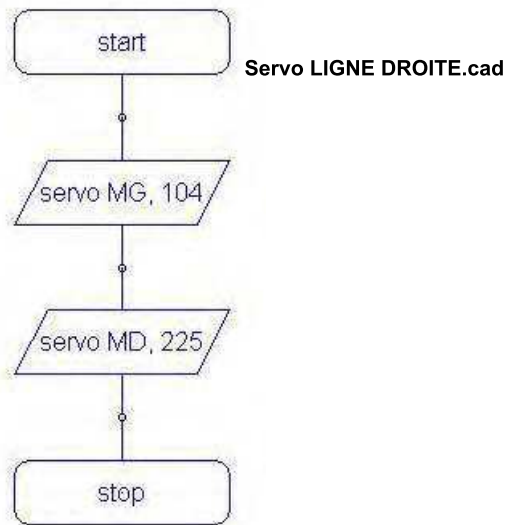 start
Servo LIGNE DROITE.cad
servo MG, 104
servo MD, 225
stop